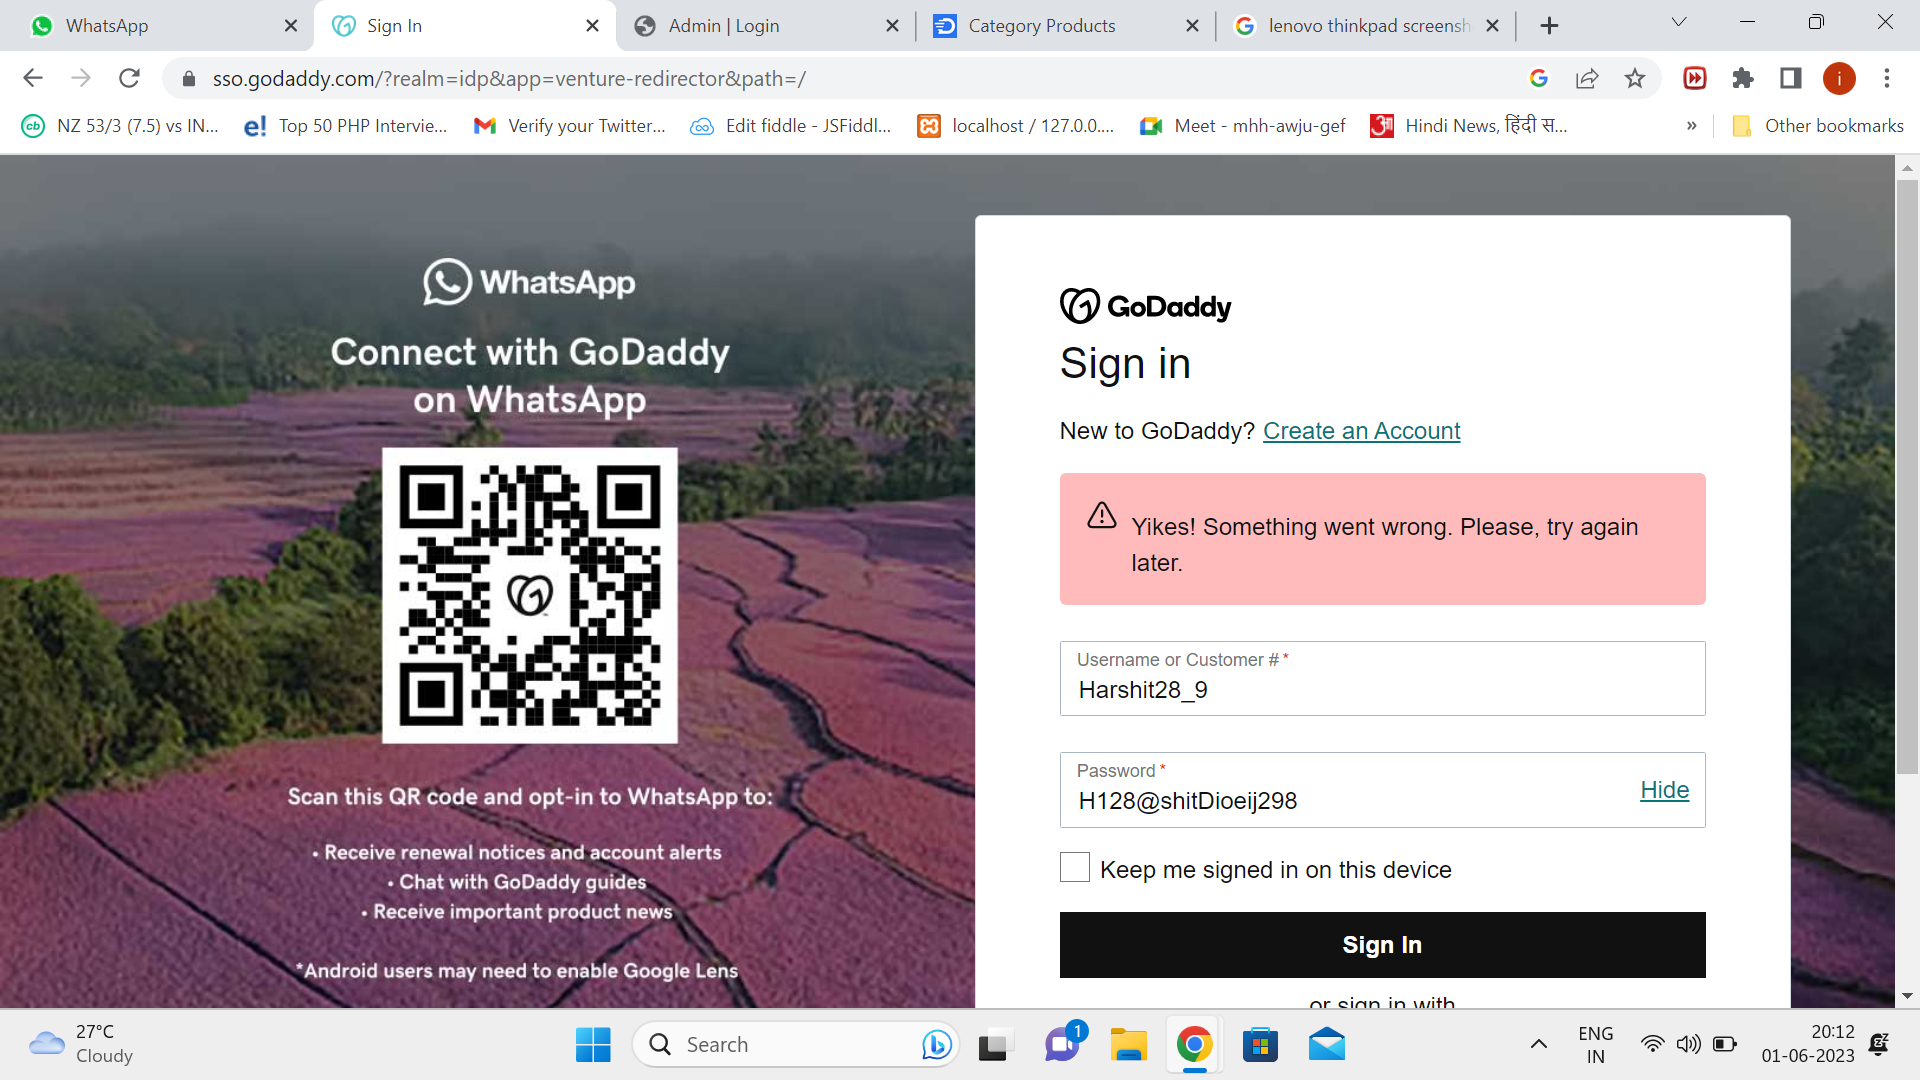 WhatsApp
Sign In
Admin | Login
Category Products
lenovo thinkpad screensh
sso.godaddy.com/?realm=idp&app=venture-redirector&path=/
i
cb
NZ 53/3 (7.5) vs IN...
e!
Top 50 PHP Intervie...
Verify your Twitter...
Edit fiddle - JSFiddl...
localhost / 127.0.0....
Meet - mhh-awju-gef
Hindi News, हिंदी स...
»
Other bookmarks
WhatsApp
Connect with GoDaddy
on WhatsApp
Scan this QR code and opt-in to WhatsApp to:
• Receive renewal notices and account alerts
• Chat with GoDaddy guides
• Receive important product news
*Android users may need to enable Google Lens
GoDaddy
Sign in
New to GoDaddy? Create an Account
Yikes! Something went wrong. Please, try again
later.
Username or Customer # *
Harshit28_9
Password *
H128@shitDioeij298
Hide
Keep me signed in on this device
Sign In
or sign in with
27°C
Cloudy
Search
1
ENG
IN
20:12
01-06-2023